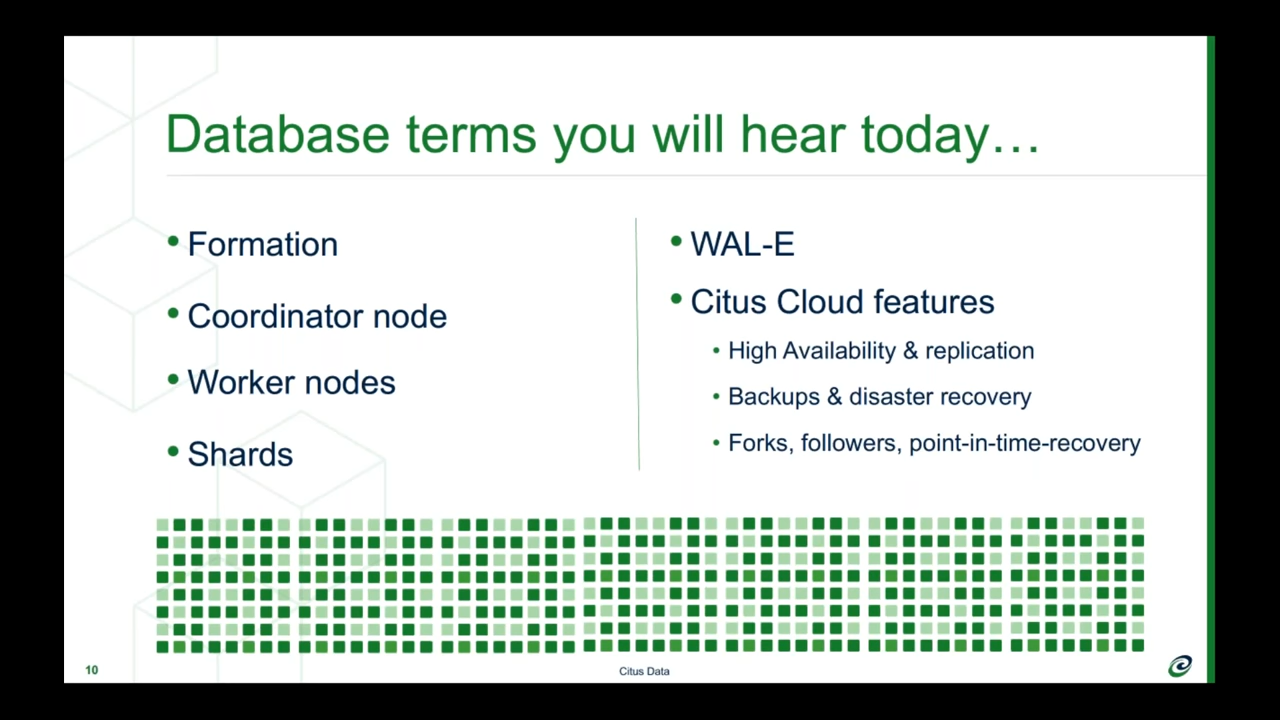 Database terms you will hear today…
• Formation
• Coordinator node
• Worker nodes
• Shards
• WAL-E
• Citus Cloud features
• High Availability & replication
• Backups & disaster recovery
• Forks, followers, point-in-time-recovery
10
Citus Data